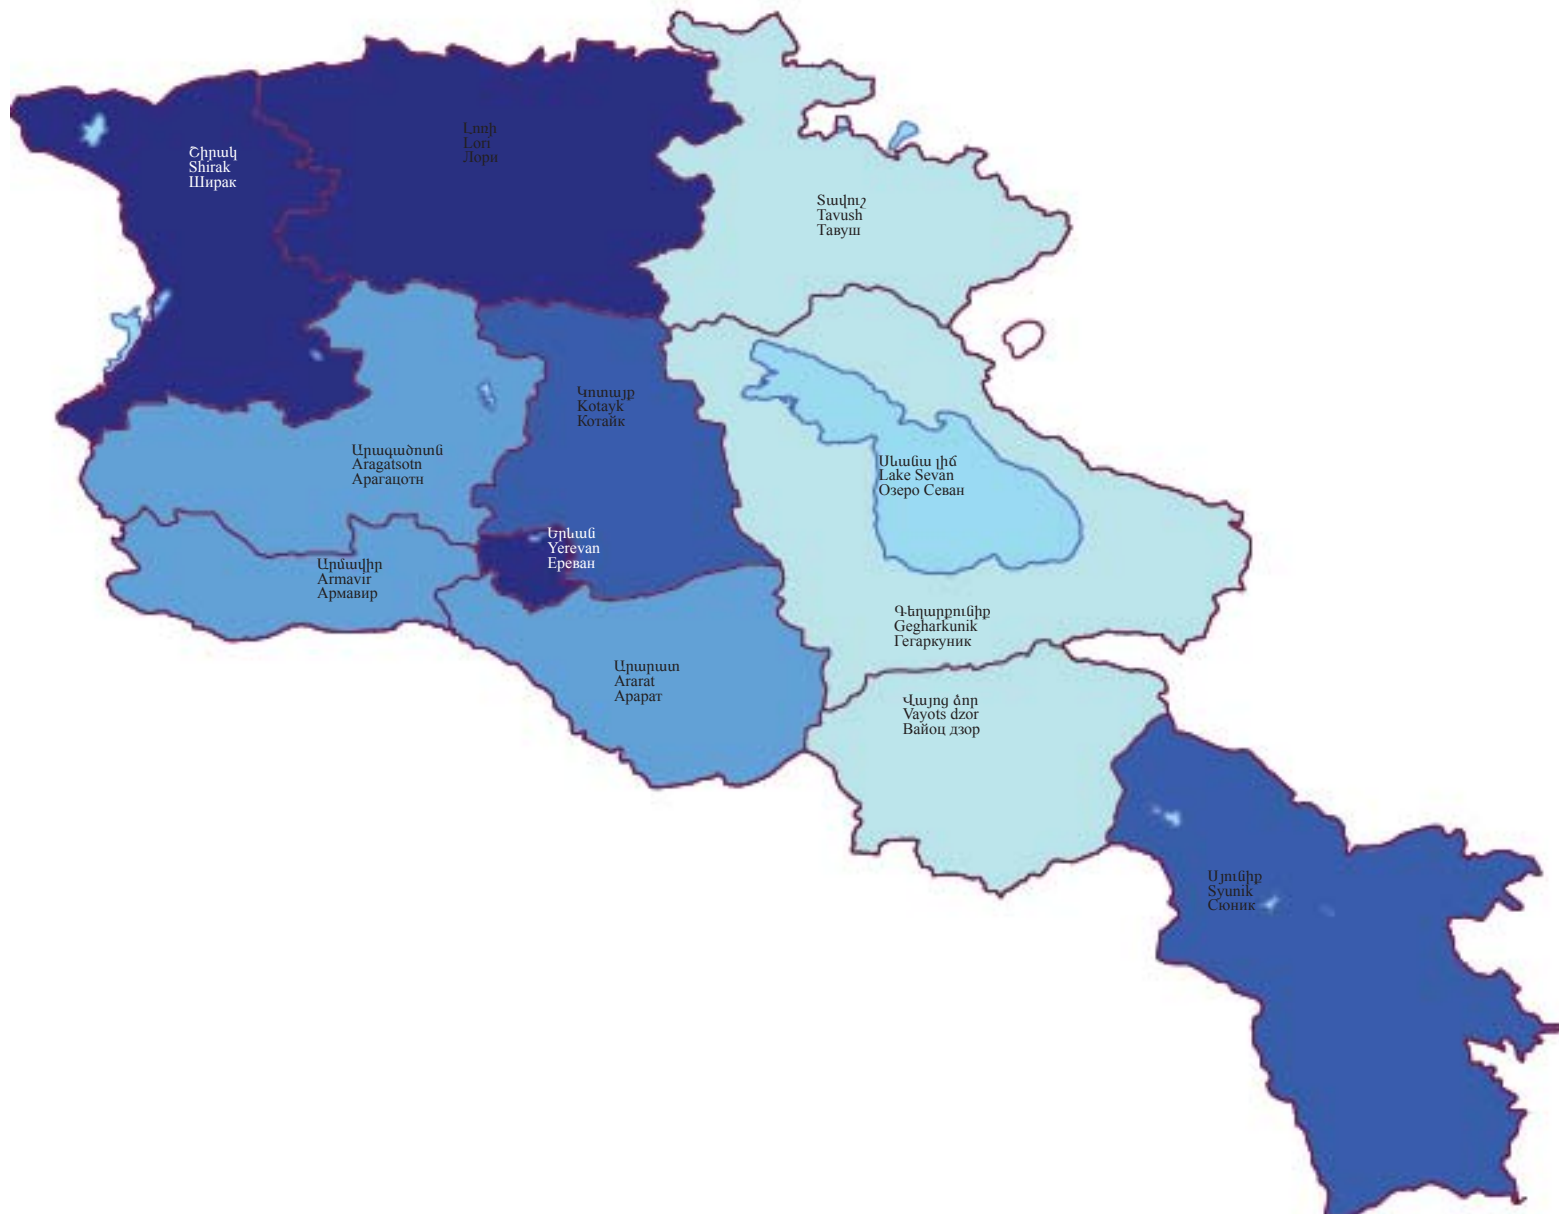 Շիրակ
Shirak
Ширак
Լոռի
Lori
Лори
Տավուշ
Tavush
Тавуш
Կոտայք
Kotayk
Котайк
Արագածոտն
Aragatsotn
Арагацотн
Սևանա լիճ
Lake Sevan
Озеро Севан
Երևան
Yerevan
Ереван
Արմավիր
Armavir
Армавир
Գեղարքունիք
Gegharkunik
Гегаркуник
Արարատ
Ararat
Арарат
Վայոց ձոր
Vayots dzor
Вайоц дзор
Սյունիք
Syunik
Сюник